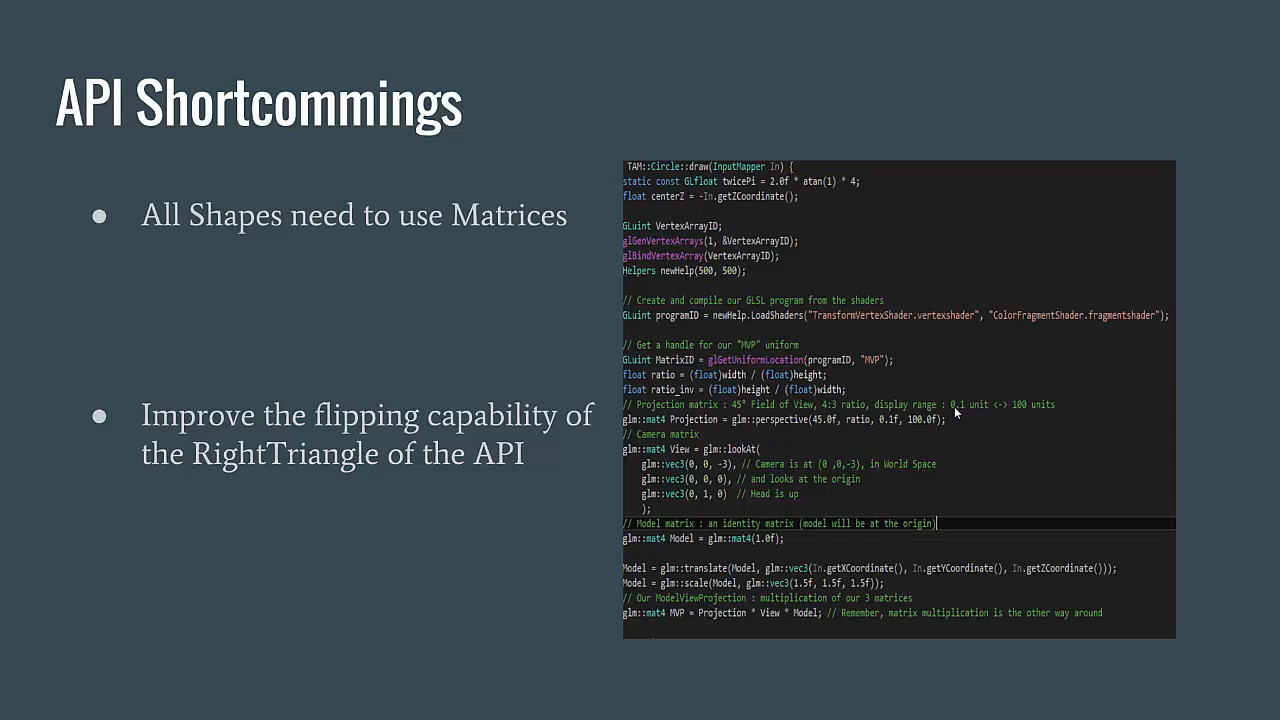 API Shortcommings
● All Shapes need to use Matrices
● Improve the flipping capability of
the RightTriangle of the API
TAM::Circle::draw(InputMapper In) {
static const GLfloat twicePi = 2.0f * atan(1) * 4;
float centerZ = -In.getZCoordinate();
GLuint VertexArrayID;
glGenVertexArrays(1, &VertexArrayID);
glBindVertexArray(VertexArrayID);
Helpers newHelp(500, 500);
// Create and compile our GLSL program from the shaders
GLuint programID = newHelp.LoadShaders("TransformVertexShader.vertexshader", "ColorFragmentShader.fragmentshader");
// Get a handle for our "MVP" uniform
GLuint MatrixID = glGetUniformLocation(programID, "MVP");
float ratio = (float)width / (float)height;
float ratio_inv = (float)height / (float)width;
// Projection matrix : 45° Field of View, 4:3 ratio, display range : 0.1 unit <-> 100 units
glm::mat4 Projection = glm::perspective(45.0f, ratio, 0.1f, 100.0f);
// Camera matrix
glm::mat4 View = glm::lookAt(
glm::vec3(0, 0, -3), // Camera is at (0 ,0,-3), in World Space
glm::vec3(0, 0, 0), // and looks at the origin
glm::vec3(0, 1, 0)  // Head is up
);
// Model matrix : an identity matrix (model will be at the origin)
glm::mat4 Model = glm::mat4(1.0f);
Model = glm::translate(Model, glm::vec3(In.getXCoordinate(), In.getYCoordinate(), In.getZCoordinate()));
Model = glm::scale(Model, glm::vec3(1.5f, 1.5f, 1.5f));
// Our ModelViewProjection : multiplication of our 3 matrices
glm::mat4 MVP = Projection * View * Model; // Remember, matrix multiplication is the other way around